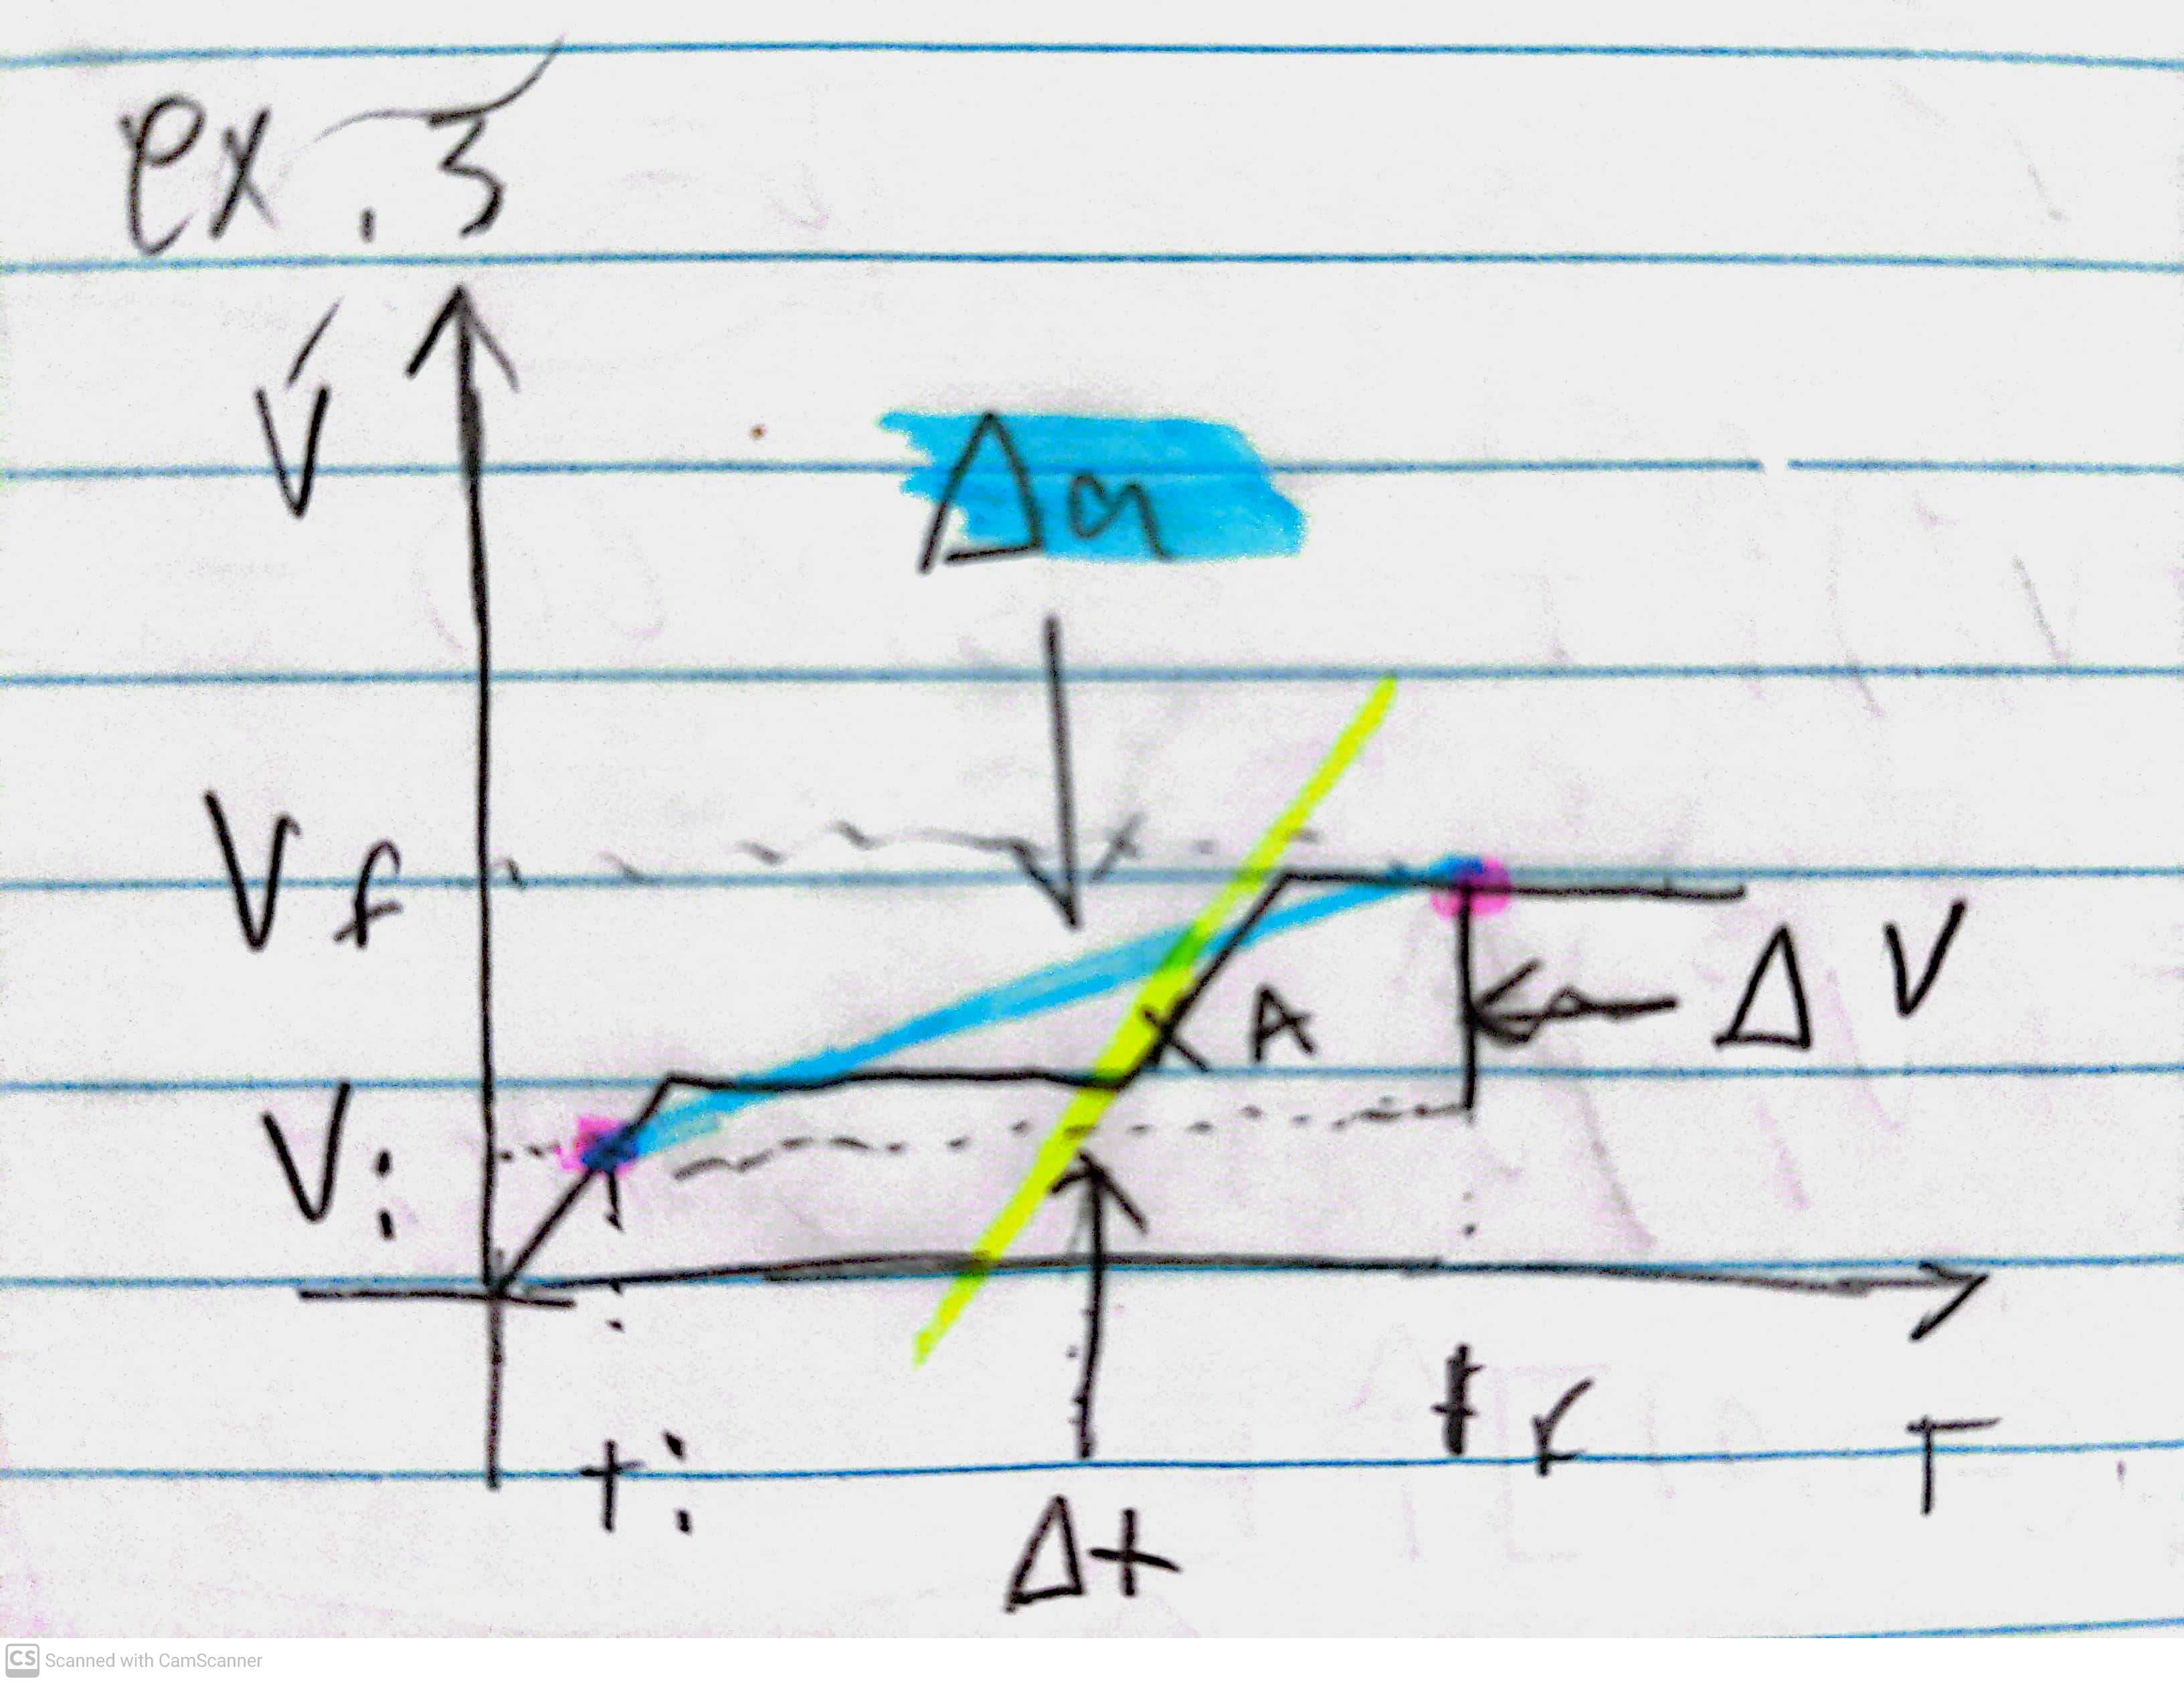 ex. 3
V
Δa
Vf
A
ΔV
Vi
ti
Δt
tf
T
CS Scanned with CamScanner